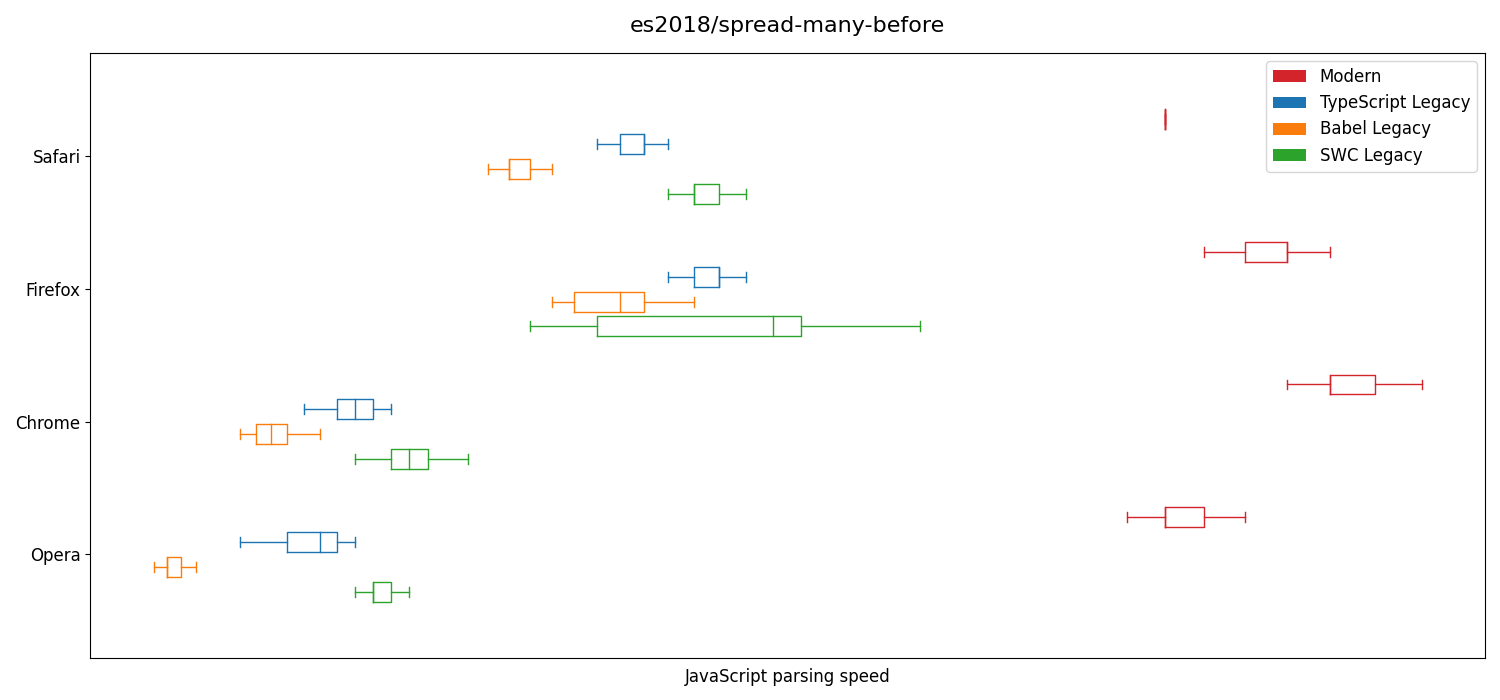 es2018/spread-many-before
Modern
TypeScript Legacy
Babel Legacy
SWC Legacy
Safari
Firefox
Chrome
Opera
JavaScript parsing speed